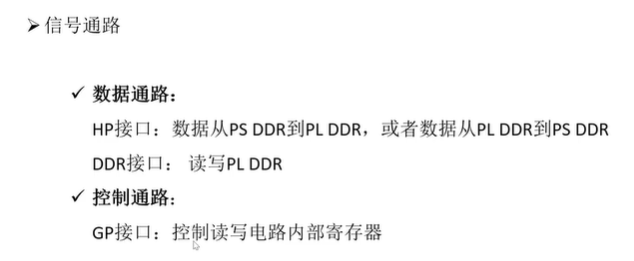 ➢ 信号通路
✓ 数据通路：
HP接口：数据从PS DDR到PL DDR，或者数据从PL DDR到PS DDR
DDR接口： 读写PL DDR
✓ 控制通路：
GP接口：控制读写电路内部寄存器